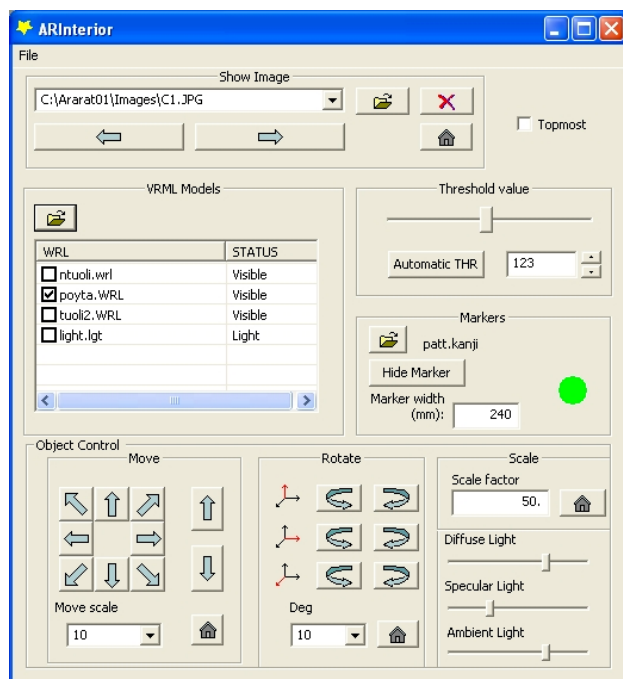 ARInterior
File
Show Image
C:\Ararat01\Images\C1.JPG
Topmost
VRML Models
WRL STATUS
ntuoli.wrl Visible
poyta.WRL Visible
tuoli2.WRL Visible
light.lgt Light
Threshold value
Automatic THR 123
Markers
patt.kanji
Hide Marker
Marker width
(mm): 240
Object Control
Move
Move scale
10
Rotate
Deg
10
Scale
Scale factor
50.
Diffuse Light
Specular Light
Ambient Light